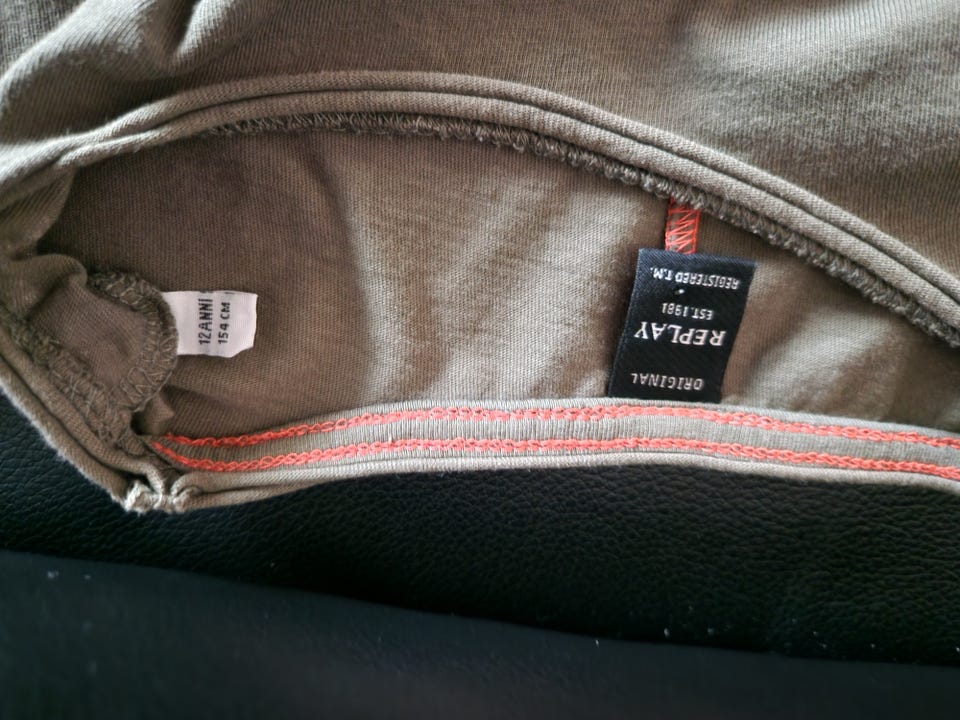 12ANNI
154 CM
ORIGINAL
REPLAY
EST.1981
REGISTERED T.M.